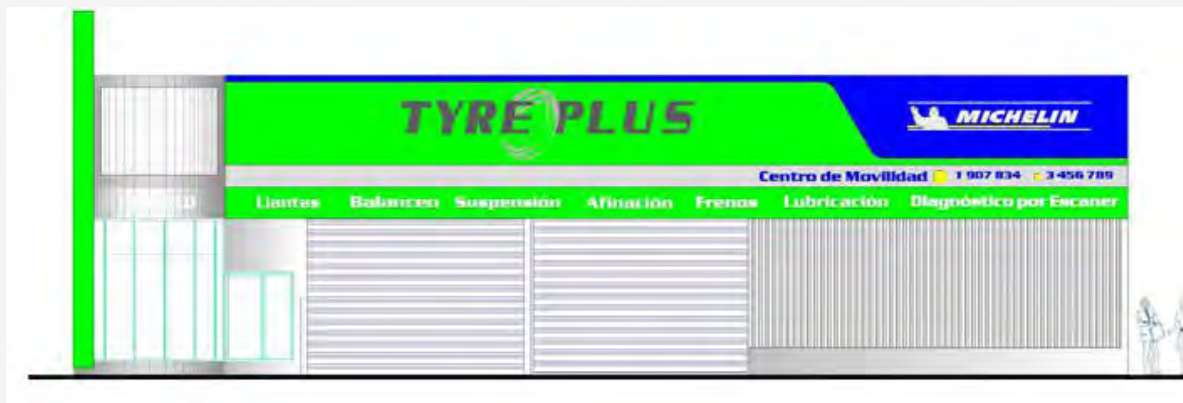 TYRE PLUS
MICHELIN
Centro de Movilidad 1 907 834 3 456 789
Llantas Balanceo Suspensión Afinación Frenos Lubricación Diagnóstico por Escaner